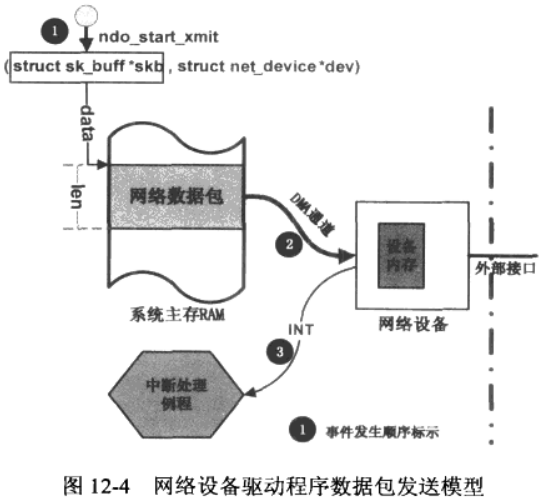 1 ndo_start_xmit
(struct sk_buff *skb, struct net_device *dev)
data
len
网络数据包
DMA通道
2
设备
内存
外部接口
系统主存RAM
网络设备
INT
3
中断处理
例程
1 事件发生顺序标示
图 12-4 网络设备驱动程序数据包发送模型